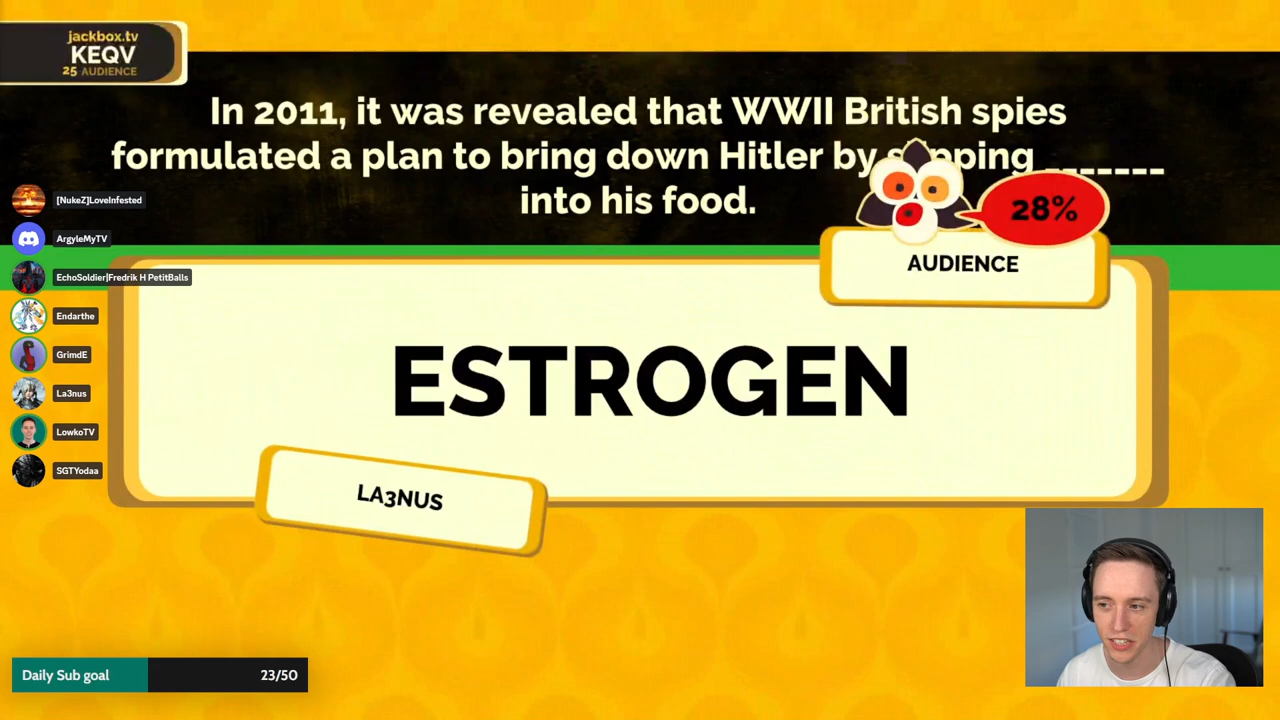 jackbox.tv
KEQV
25 AUDIENCE
In 2011, it was revealed that WWII British spies
formulated a plan to bring down Hitler by _______
into his food.
28%
AUDIENCE
[NukeZ]LoveInfested
ArgyleMyTV
EchoSoldier|Fredrik H PetitBalls
Endarthe
GrimdE
La3nus
LowkoTV
SGTYodaa
ESTROGEN
LA3NUS
Daily Sub goal
23/50